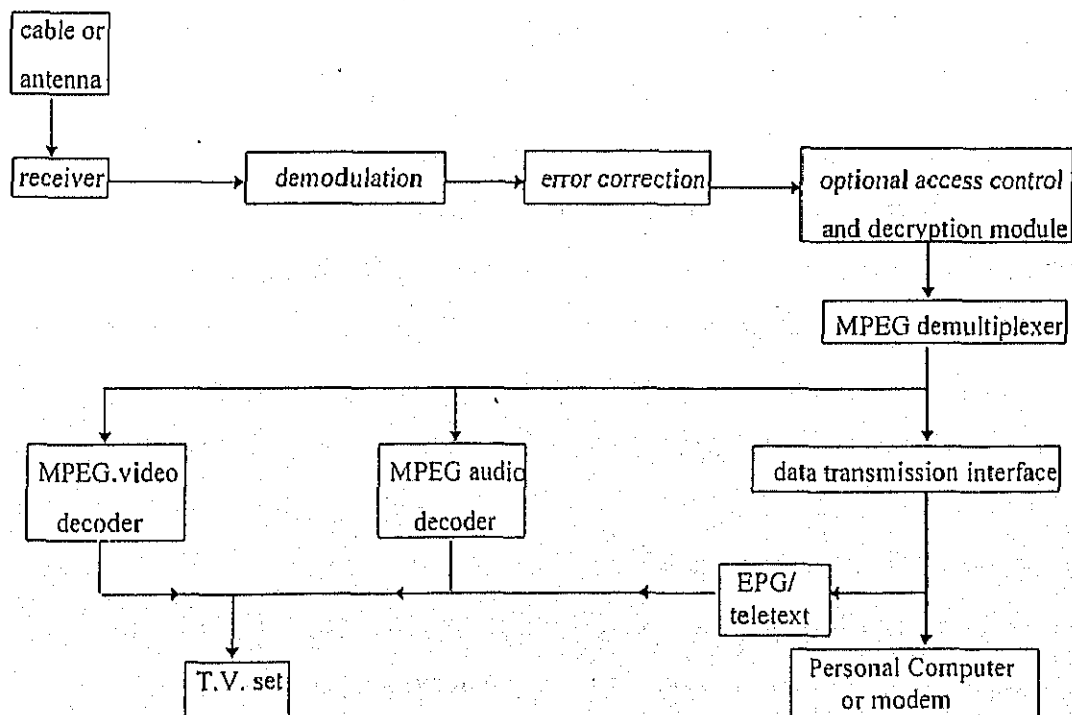 cable or
antenna
receiver
demodulation
error correction
optional access control
and decryption module
MPEG demultiplexer
MPEG.video
decoder
MPEG audio
decoder
data transmission interface
EPG/
teletext
T.V. set
Personal Computer
or modem